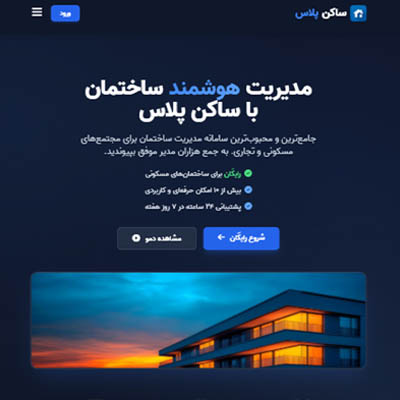 ساکن پلاس
ورود
مدیریت هوشمند ساختمان
با ساکن پلاس
جامع‌ترین و محبوب‌ترین سامانه مدیریت ساختمان برای مجتمع‌های
مسکونی و تجاری. به جمع هزاران مدیر موفق بپیوندید.
رایگان برای ساختمان‌های مسکونی
بیش از ۱۰ امکان حرفه‌ای و کاربردی
پشتیبانی ۲۴ ساعته در ۷ روز هفته
شروع رایگان
مشاهده دمو